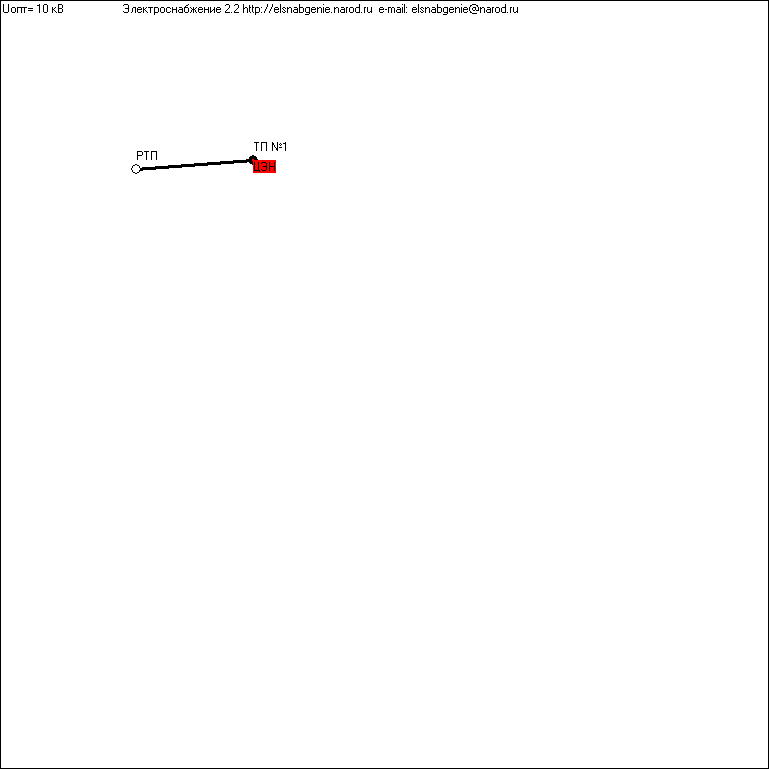 Uопт= 10 кВ Электроснабжение 2.2 http://elsnabgenie.narod.ru e-mail: elsnabgenie@narod.ru
ТП №1
РТП
ЦЭН